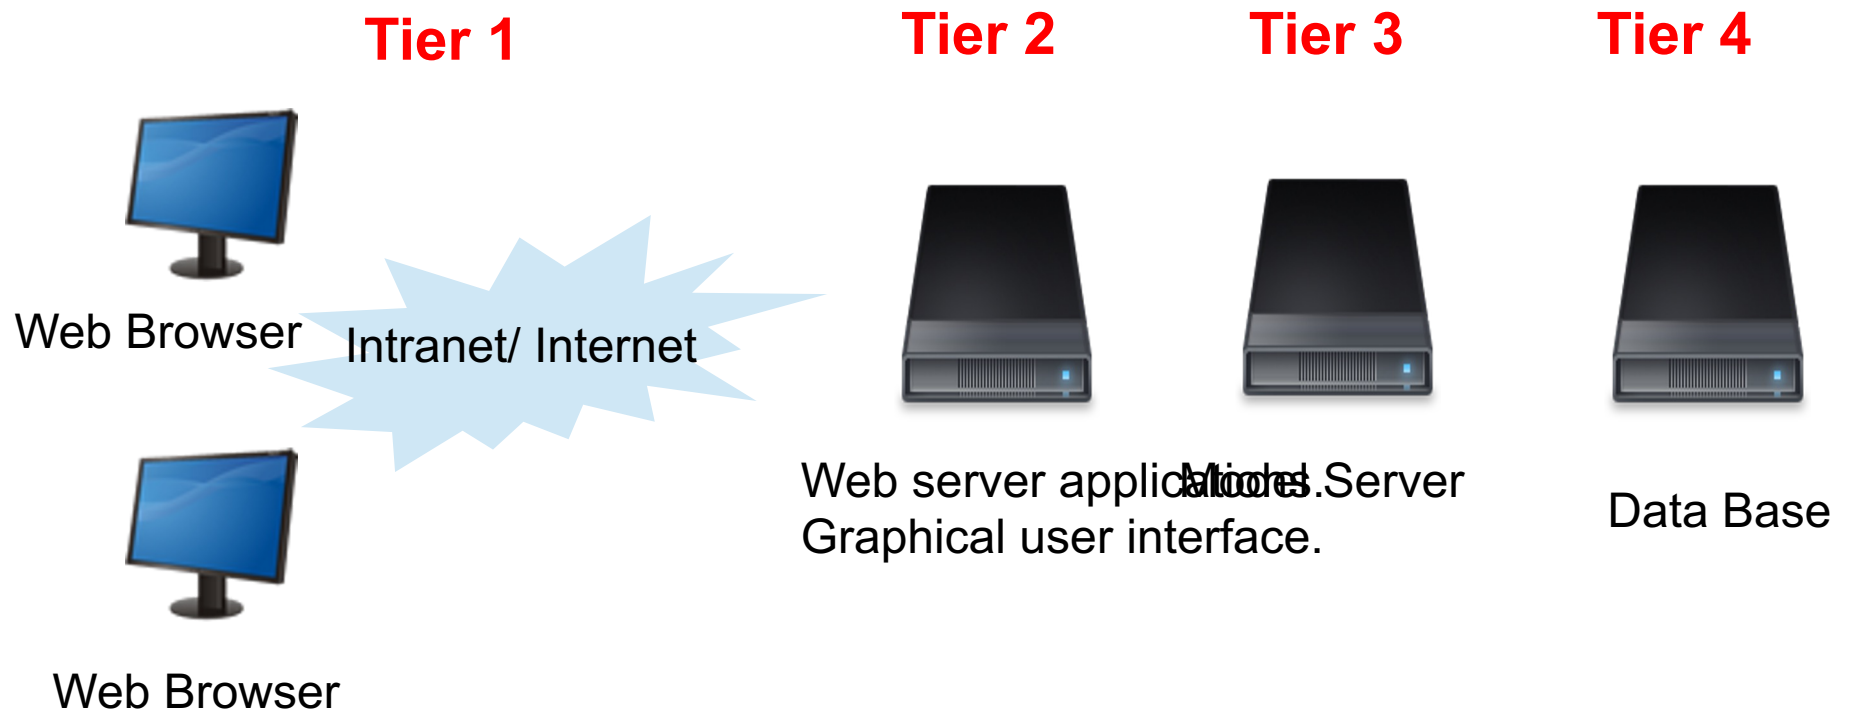 Tier 1
Tier 2
Tier 3
Tier 4
Web Browser
Intranet/ Internet
Web server applications.
Graphical user interface.
Model Server
Data Base
Web Browser